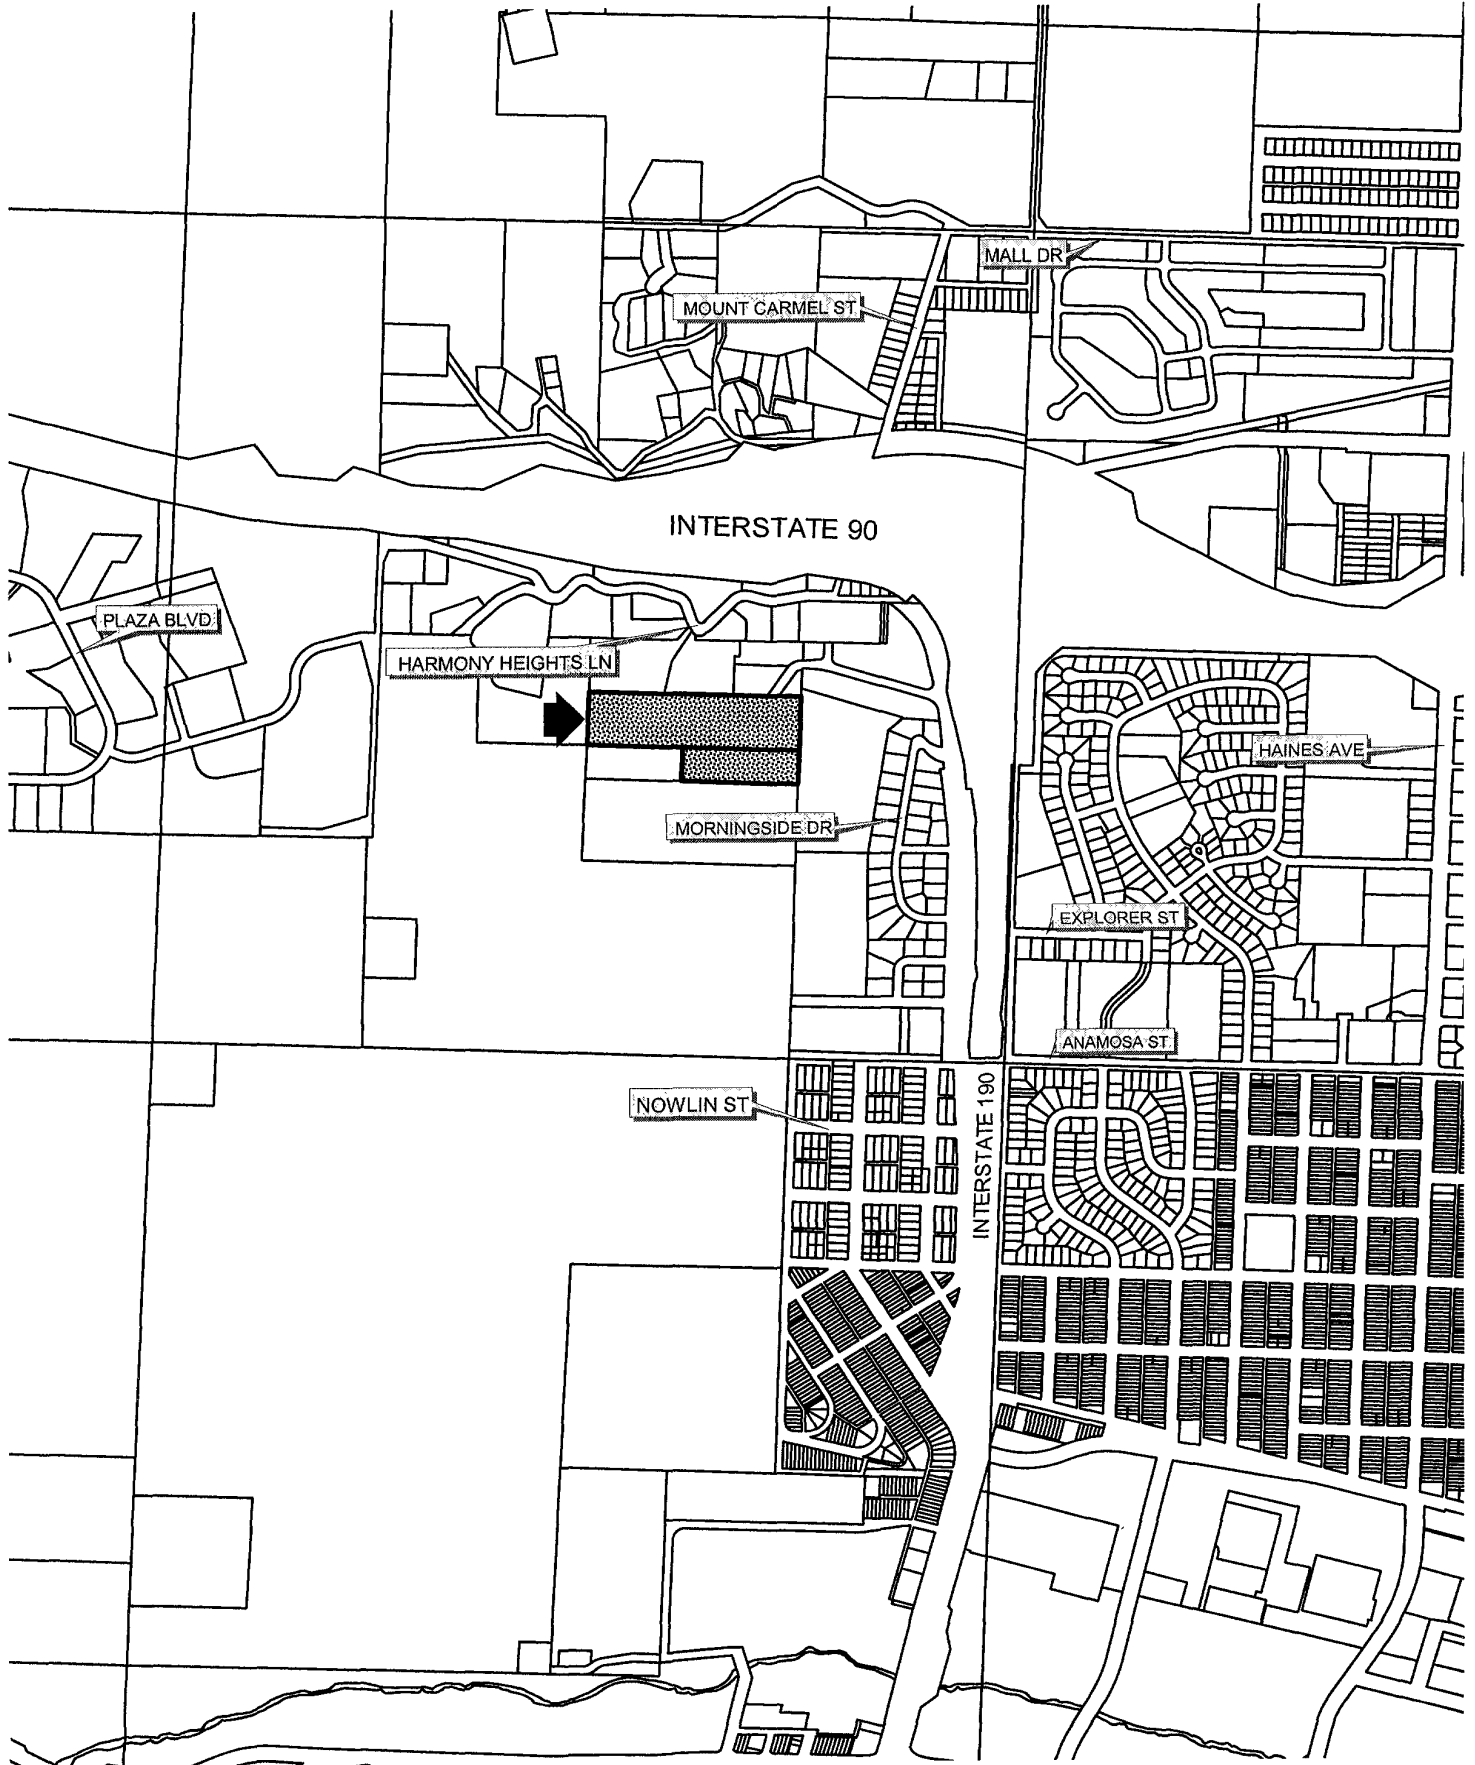 MALL DR
MOUNT CARMEL ST
INTERSTATE 90
PLAZA BLVD
HARMONY HEIGHTS LN
HAINES AVE
MORNINGSIDE DR
EXPLORER ST
ANAMOSA ST
NOWLIN ST
INTERSTATE 190